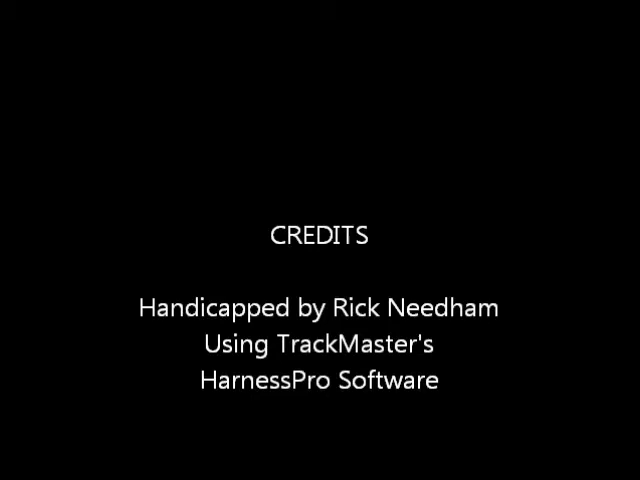 CREDITS
Handicapped by Rick Needham
Using TrackMaster's
HarnessPro Software